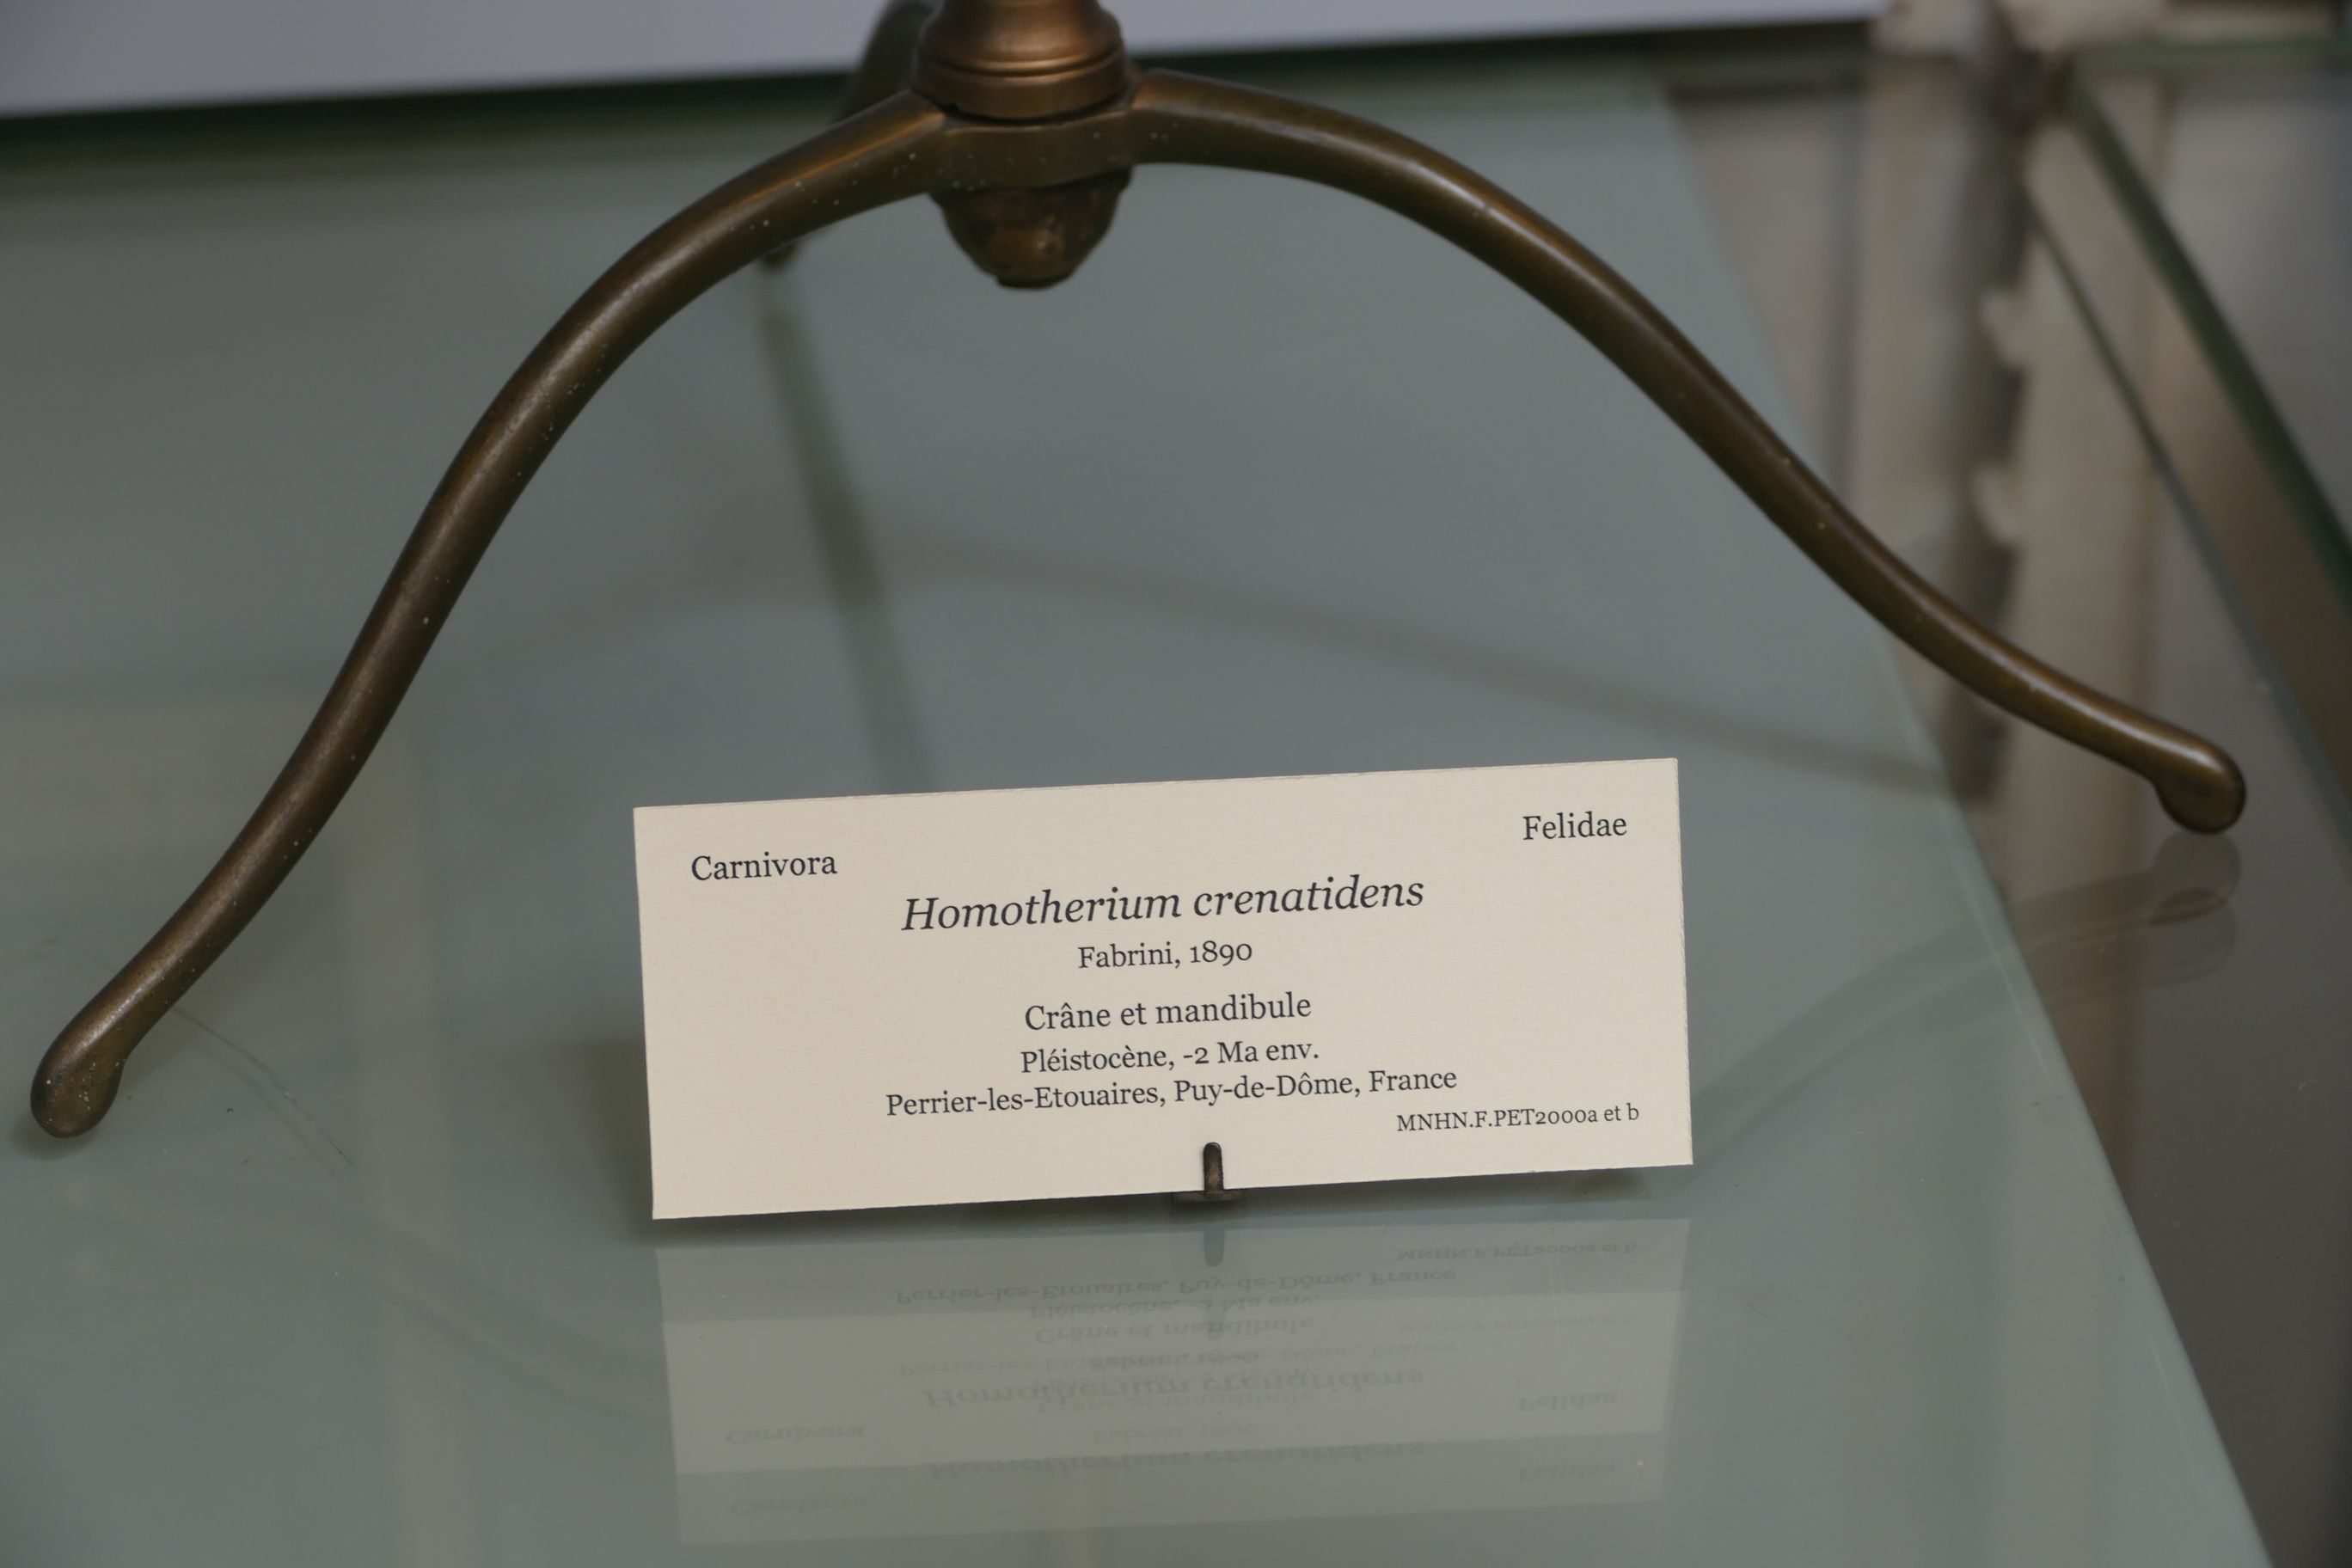 Carnivora
Felidae
Homotherium crenatidens
Fabrini, 1890
Crâne et mandibule
Pléistocène, -2 Ma env.
Perrier-les-Etouaires, Puy-de-Dôme, France
MNHN.F.PET2000a et b